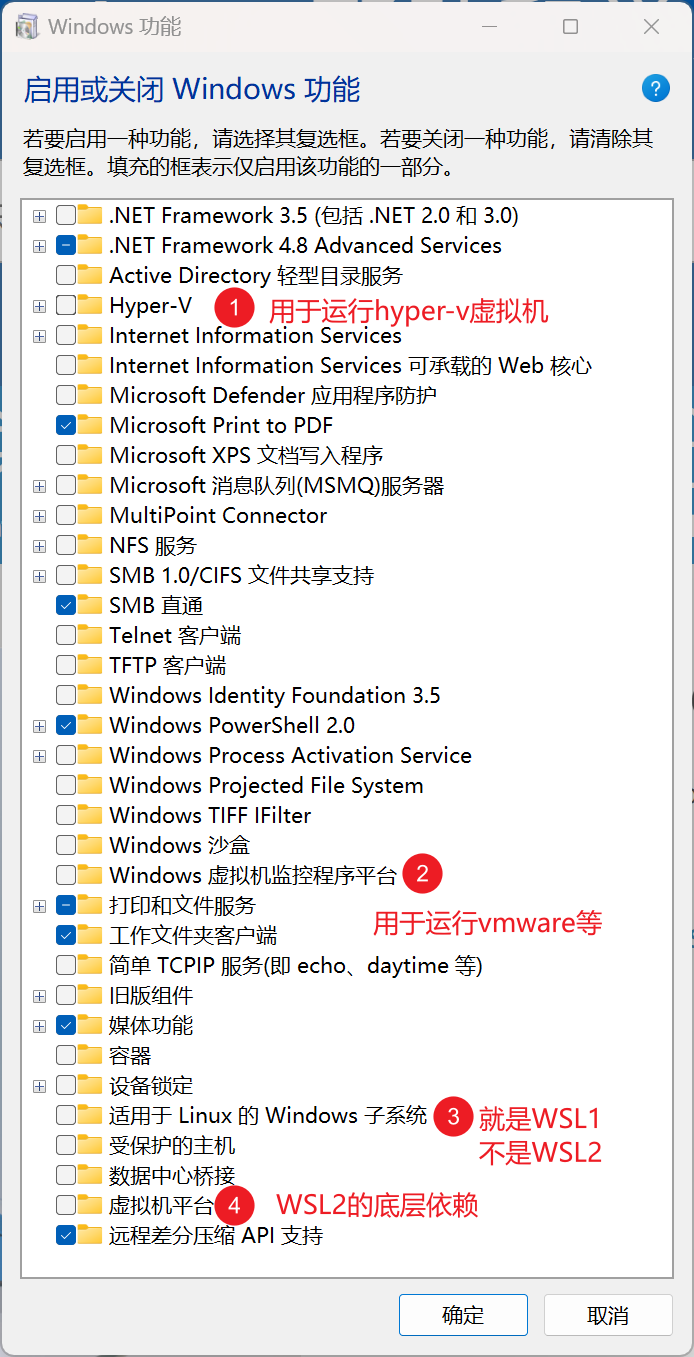 Windows 功能
启用或关闭 Windows 功能
?
若要启用一种功能，请选择其复选框。若要关闭一种功能，请清除其
复选框。填充的框表示仅启用该功能的一部分。
.NET Framework 3.5 (包括 .NET 2.0 和 3.0)
.NET Framework 4.8 Advanced Services
Active Directory 轻型目录服务
Hyper-V 1 用于运行hyper-v虚拟机
Internet Information Services
Internet Information Services 可承载的 Web 核心
Microsoft Defender 应用程序防护
Microsoft Print to PDF
Microsoft XPS 文档写入程序
Microsoft 消息队列(MSMQ)服务器
MultiPoint Connector
NFS 服务
SMB 1.0/CIFS 文件共享支持
SMB 直通
Telnet 客户端
TFTP 客户端
Windows Identity Foundation 3.5
Windows PowerShell 2.0
Windows Process Activation Service
Windows Projected File System
Windows TIFF IFilter
Windows 沙盒
Windows 虚拟机监控程序平台 2
打印和文件服务
用于运行vmware等
工作文件夹客户端
简单 TCPIP 服务(即 echo、daytime 等)
旧版组件
媒体功能
容器
设备锁定
适用于 Linux 的 Windows 子系统 3 就是WSL1
受保护的主机 不是WSL2
数据中心桥接
虚拟机平台 4 WSL2的底层依赖
远程差分压缩 API 支持
确定 取消